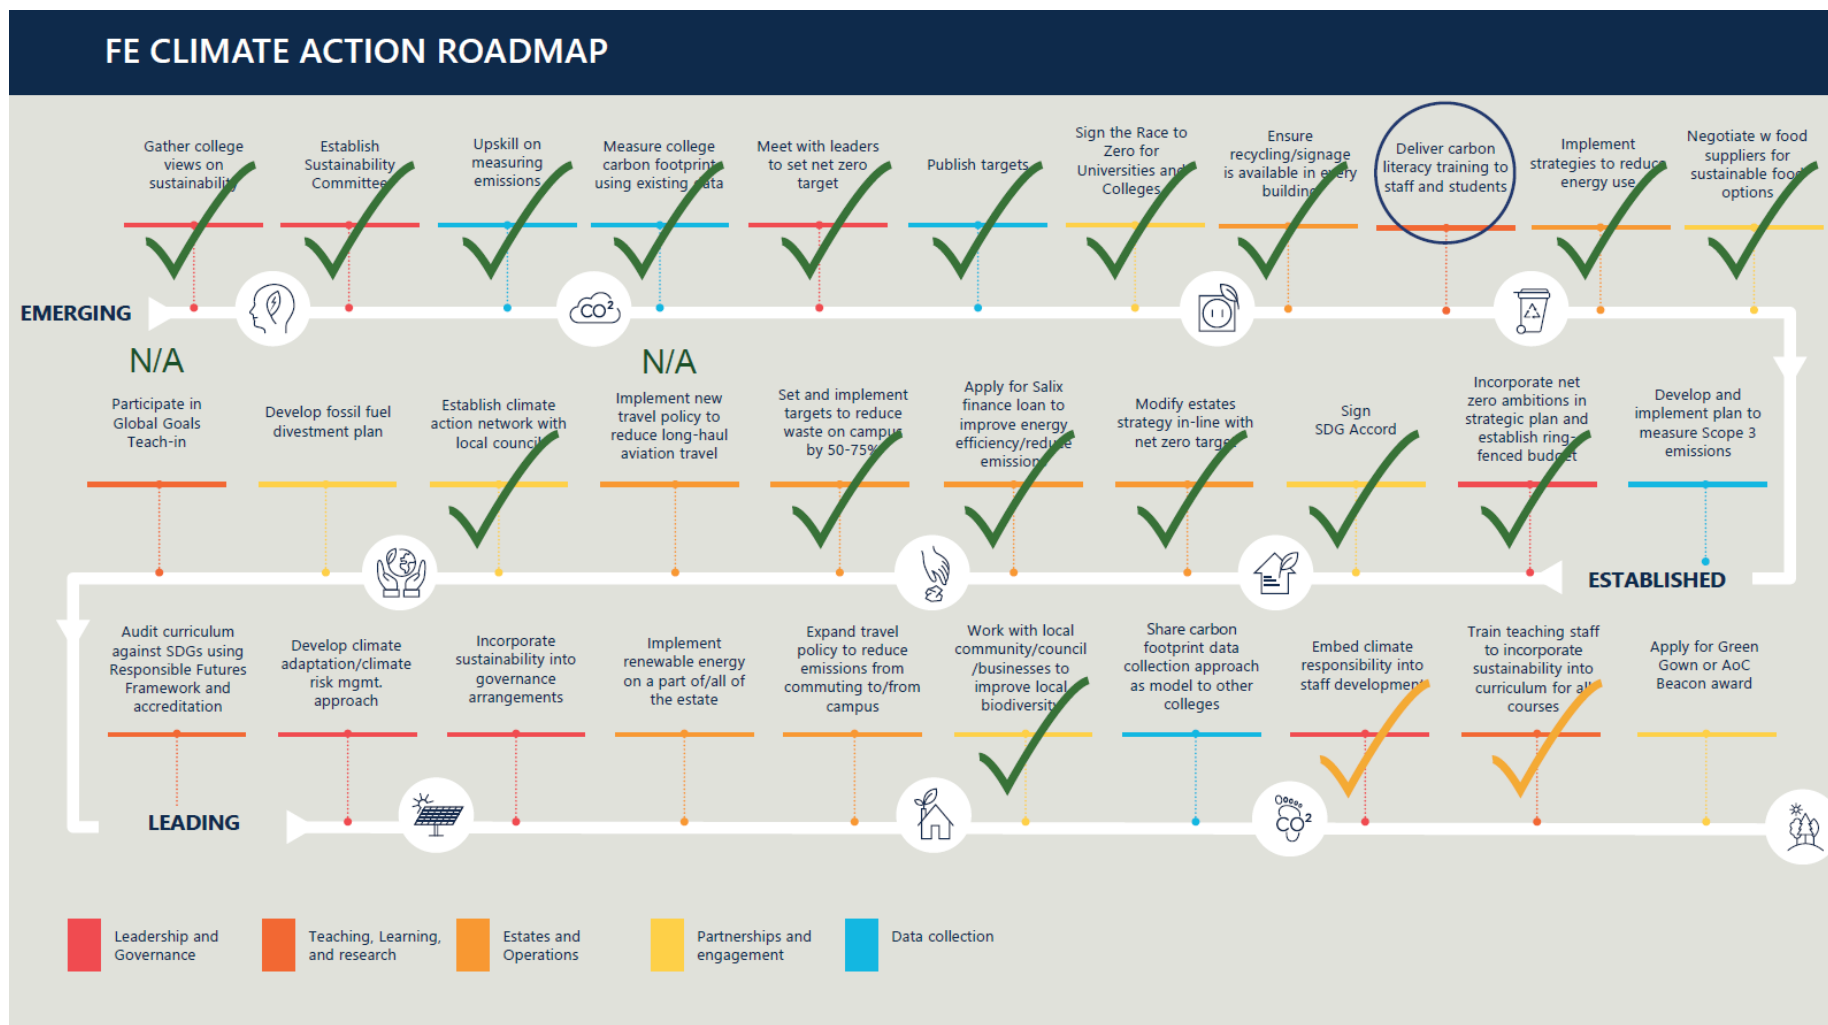 FE CLIMATE ACTION ROADMAP
Gather college
views on
sustainability
Establish
Sustainability
Committee
Upskill on
measuring
emissions
Measure college
carbon footprint
using existing data
Meet with leaders
to set net zero
target
Publish targets
Sign the Race to
Zero for
Universities and
Colleges
Ensure
recycling/signage
is available in every
building
Deliver carbon
literacy training to
staff and students
Implement
strategies to reduce
energy use
Negotiate w food
suppliers for
sustainable food
options
EMERGING
CO²
N/A
Participate in
Global Goals
Teach-in
Develop fossil fuel
divestment plan
Establish climate
action network with
local council
N/A
Implement new
travel policy to
reduce long-haul
aviation travel
Set and implement
targets to reduce
waste on campus
by 50-75%
Apply for Salix
finance loan to
improve energy
efficiency/reduce
emissions
Modify estates
strategy in-line with
net zero target
Sign
SDG Accord
Incorporate net
zero ambitions in
strategic plan and
establish ring-
fenced budget
Develop and
implement plan to
measure Scope 3
emissions
ESTABLISHED
Audit curriculum
against SDGs using
Responsible Futures
Framework and
accreditation
Develop climate
adaptation/climate
risk mgmt.
approach
Incorporate
sustainability into
governance
arrangements
Implement
renewable energy
on a part of/all of
the estate
Expand travel
policy to reduce
emissions from
commuting to/from
campus
Work with local
community/council
/businesses to
improve local
biodiversity
Share carbon
footprint data
collection approach
as model to other
colleges
Embed climate
responsibility into
staff development
Train teaching staff
to incorporate
sustainability into
curriculum for all
courses
Apply for Green
Gown or AoC
Beacon award
LEADING
CO²
Leadership and
Governance
Teaching, Learning,
and research
Estates and
Operations
Partnerships and
engagement
Data collection